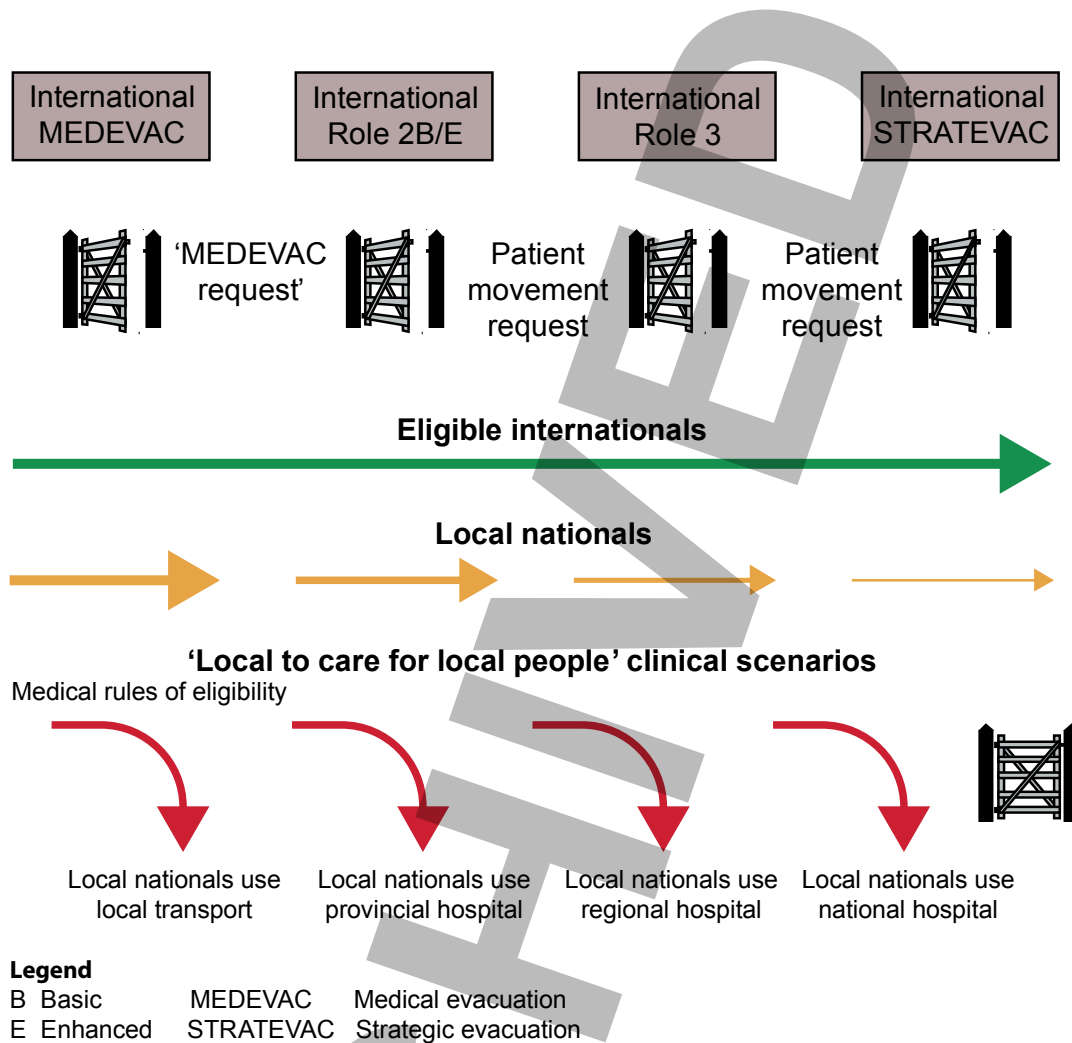 International
MEDEVAC
International
Role 2B/E
International
Role 3
International
STRATEVAC
‘MEDEVAC
request’
Patient
movement
request
Patient
movement
request
Eligible internationals
Local nationals
‘Local to care for local people’ clinical scenarios
Medical rules of eligibility
Local nationals use
local transport
Local nationals use
provincial hospital
Local nationals use
regional hospital
Local nationals use
national hospital
Legend
B Basic MEDEVAC Medical evacuation
E Enhanced STRATEVAC Strategic evacuation